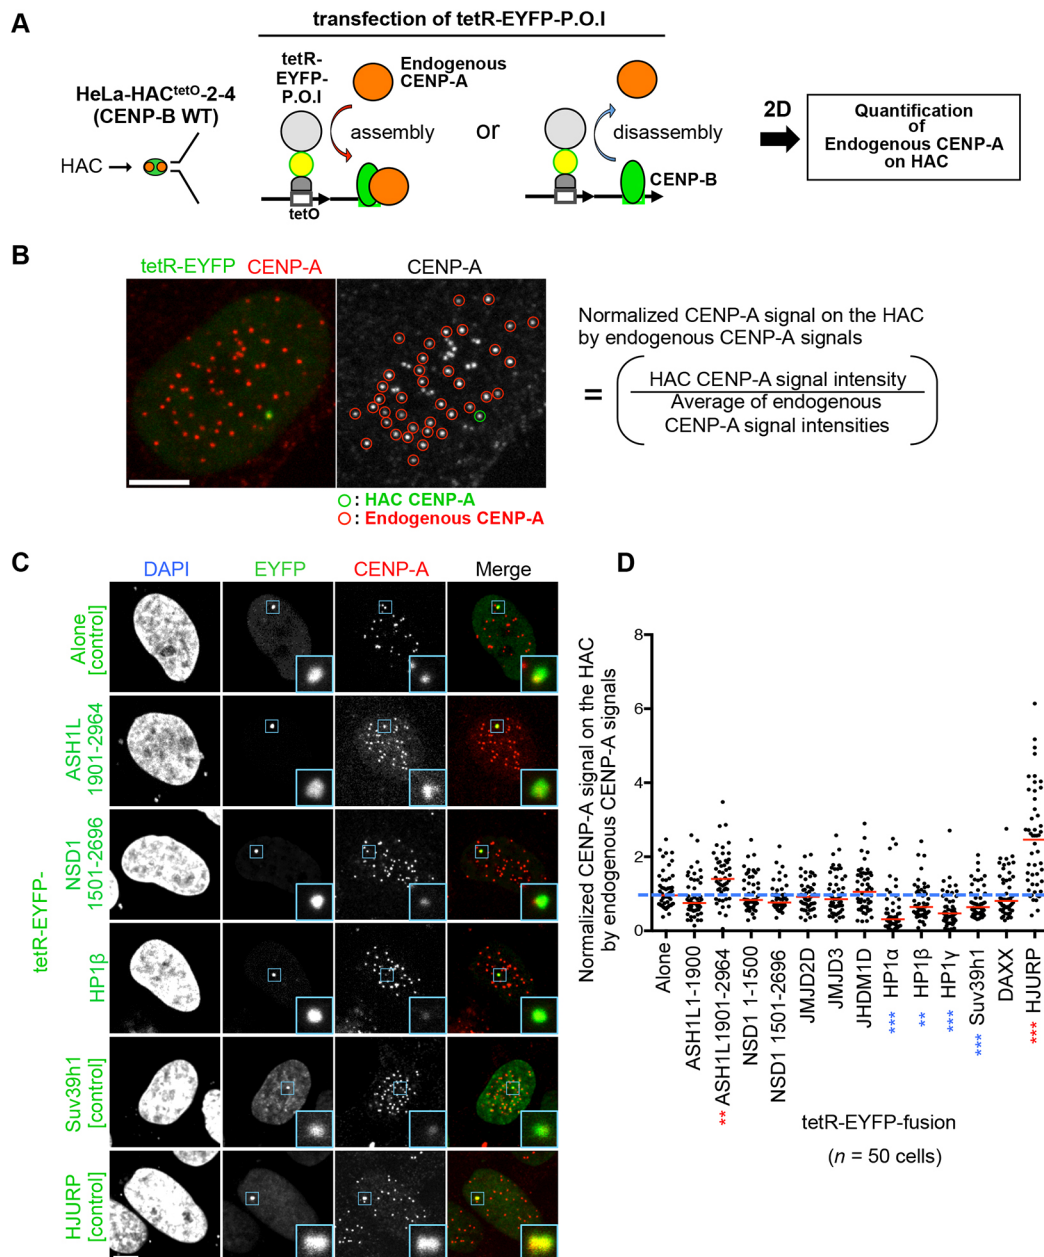 A
transfection of tetR-EYFP-P.O.I
HeLa-HACtetO-2-4
(CENP-B WT)
HAC
tetR-
EYFP-
P.O.I
Endogenous
CENP-A
assembly
tetO
or
disassembly
CENP-B
2D
Quantification
of
Endogenous CENP-A
on HAC
B
tetR-EYFP CENP-A
CENP-A
: HAC CENP-A
: Endogenous CENP-A
Normalized CENP-A signal on the HAC
by endogenous CENP-A signals
=
HAC CENP-A signal intensity
Average of endogenous
CENP-A signal intensities
C
DAPI EYFP CENP-A Merge
tetR-EYFP-
Alone
[control]
ASH1L
1901-2964
NSD1
1501-2696
HP1β
Suv39h1
[control]
HJURP
[control]
D
Normalized CENP-A signal on the HAC
by endogenous CENP-A signals
8
6
4
2
0
Alone
ASH1L1-1900
** ASH1L1901-2964
NSD1 1-1500
NSD1 1501-2696
JMJD2D
JMJD3
JHDM1D
*** HP1α
** HP1β
*** HP1γ
*** Suv39h1
DAXX
*** HJURP
tetR-EYFP-fusion
(n = 50 cells)